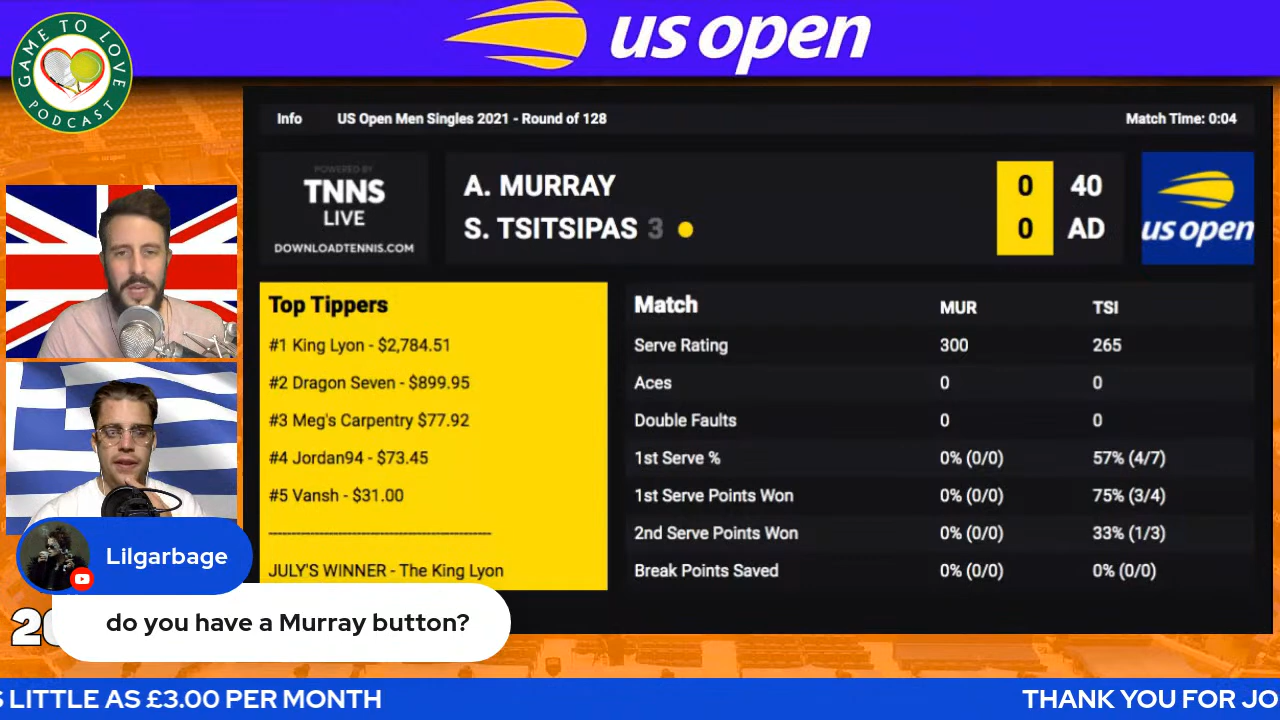 GAME TO LOVE
PODCAST
us open
Info US Open Men Singles 2021 - Round of 128 Match Time: 0:04
POWERED BY
TNNS
LIVE
DOWNLOADTENNIS.COM
A. MURRAY 0 40
S. TSITSIPAS 3 0 AD
us open
Top Tippers
#1 King Lyon - $2,784.51
#2 Dragon Seven - $899.95
#3 Meg's Carpentry $77.92
#4 Jordan94 - $73.45
#5 Vansh - $31.00
JULY'S WINNER - The King Lyon
Match MUR TSI
Serve Rating 300 265
Aces 0 0
Double Faults 0 0
1st Serve % 0% (0/0) 57% (4/7)
1st Serve Points Won 0% (0/0) 75% (3/4)
2nd Serve Points Won 0% (0/0) 33% (1/3)
Break Points Saved 0% (0/0) 0% (0/0)
Lilgarbage
do you have a Murray button?
LITTLE AS £3.00 PER MONTH THANK YOU FOR